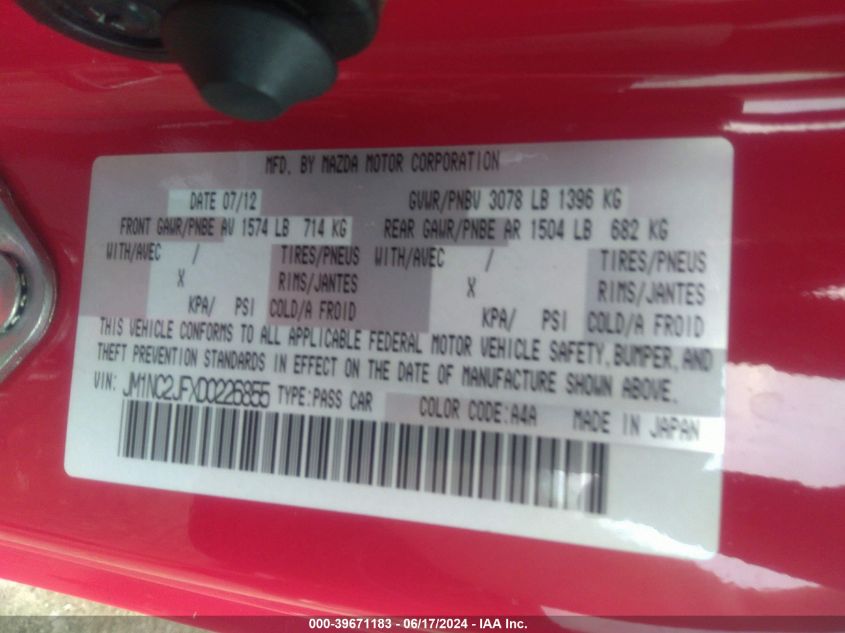 MFD. BY MAZDA MOTOR CORPORATION
DATE 07/12 GVWR/PNBV 3078 LB 1396 KG
FRONT GAWR/PNBE AV 1574 LB 714 KG REAR GAWR/PNBE AR 1504 LB 682 KG
WITH/AVEC / TIRES/PNEUS WITH/AVEC / TIRES/PNEUS
X RIMS/JANTES X RIMS/JANTES
KPA/ PSI COLD/A FROID KPA/ PSI COLD/A FROID
THIS VEHICLE CONFORMS TO ALL APPLICABLE FEDERAL MOTOR VEHICLE SAFETY, BUMPER, AND
THEFT PREVENTION STANDARDS IN EFFECT ON THE DATE OF MANUFACTURE SHOWN ABOVE.
VIN: JM1NC2JFXD0226855 TYPE:PASS CAR COLOR CODE:A4A MADE IN JAPAN
000-39671183 - 06/17/2024 - IAA Inc.